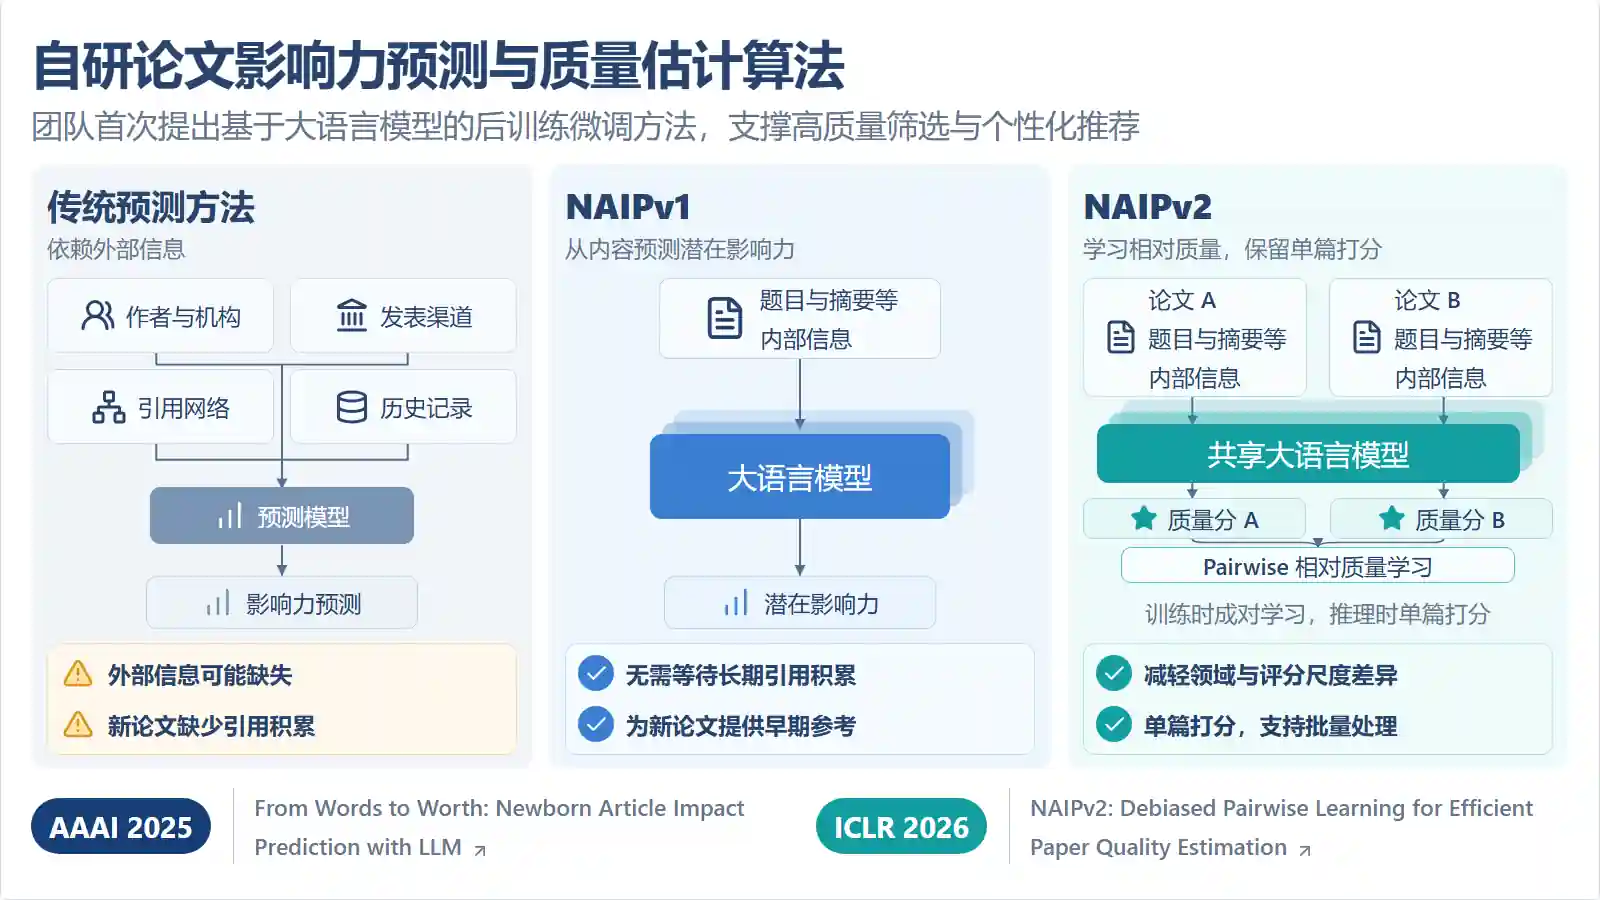 自研论文影响力预测与质量估计算法
团队首次提出基于大语言模型的后训练微调方法，支撑高质量筛选与个性化推荐
传统预测方法
依赖外部信息
作者与机构
发表渠道
引用网络
历史记录
预测模型
影响力预测
外部信息可能缺失
新论文缺少引用积累
NAIPv1
从内容预测潜在影响力
题目与摘要等
内部信息
大语言模型
潜在影响力
无需等待长期引用积累
为新论文提供早期参考
NAIPv2
学习相对质量，保留单篇打分
论文 A
题目与摘要等
内部信息
论文 B
题目与摘要等
内部信息
共享大语言模型
质量分 A
质量分 B
Pairwise 相对质量学习
训练时成对学习，推理时单篇打分
减轻领域与评分尺度差异
单篇打分，支持批量处理
AAAI 2025
From Words to Worth: Newborn Article Impact
Prediction with LLM ↗
ICLR 2026
NAIPv2: Debiased Pairwise Learning for Efficient
Paper Quality Estimation ↗